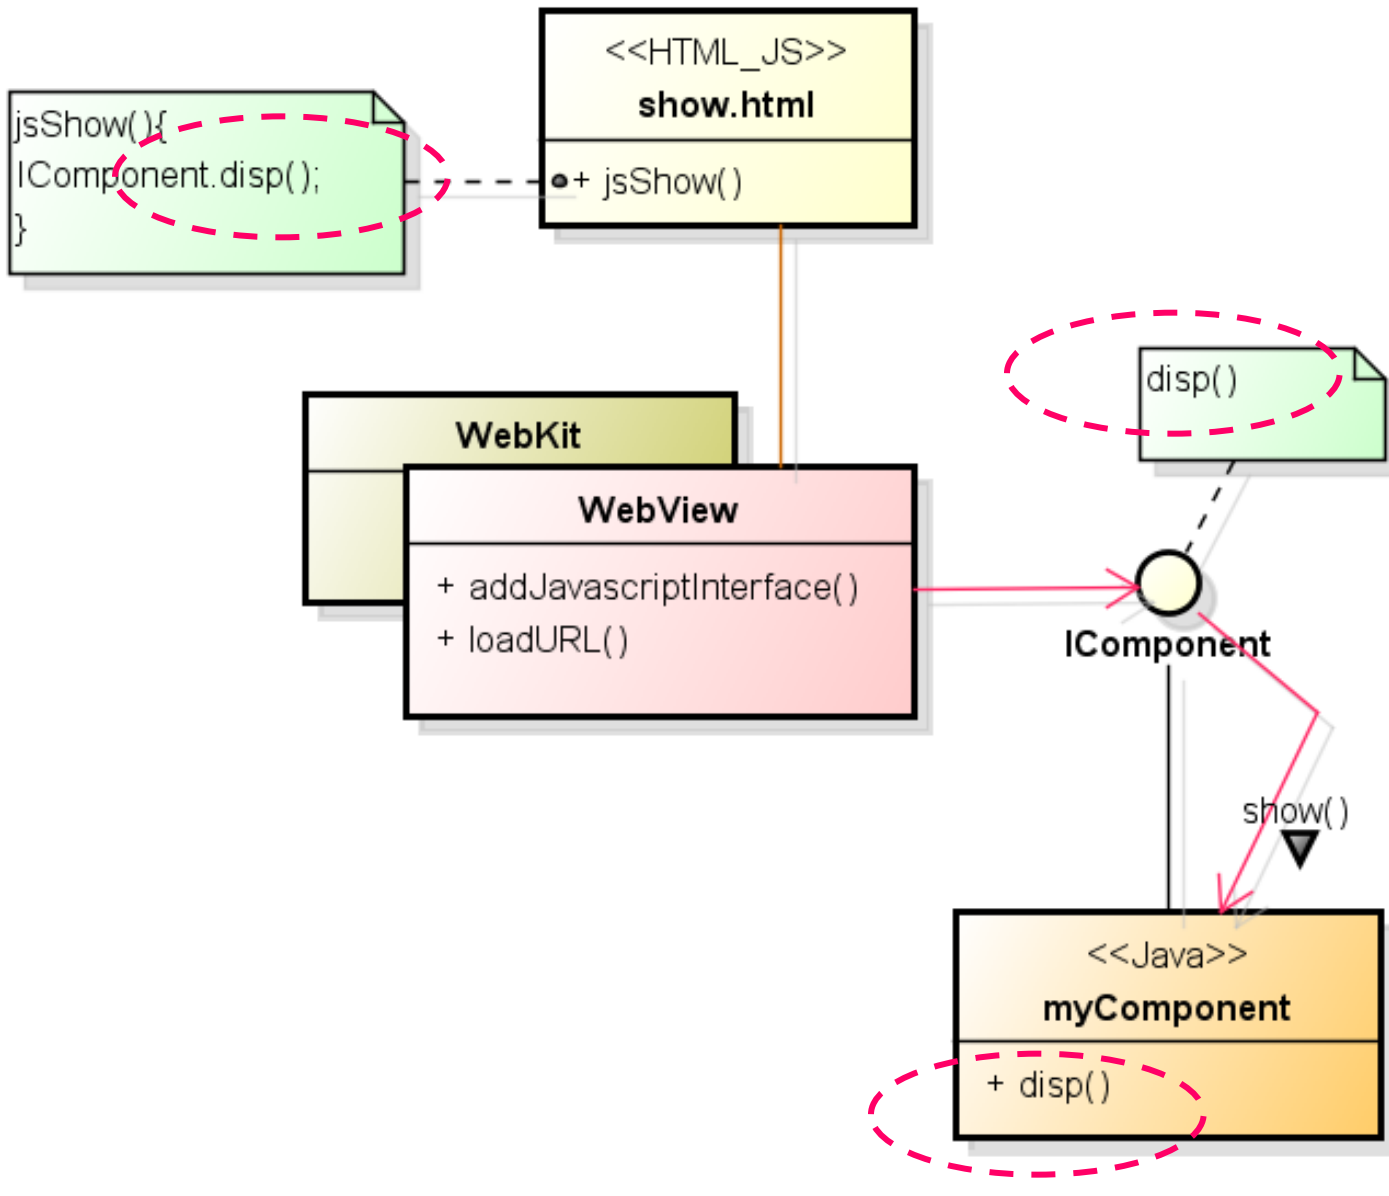 <<HTML_JS>>
show.html
+ jsShow()
jsShow(){
IComponent.disp();
}
disp()
WebKit
WebView
+ addJavascriptInterface()
+ loadURL()
IComponent
show()
<<Java>>
myComponent
+ disp()